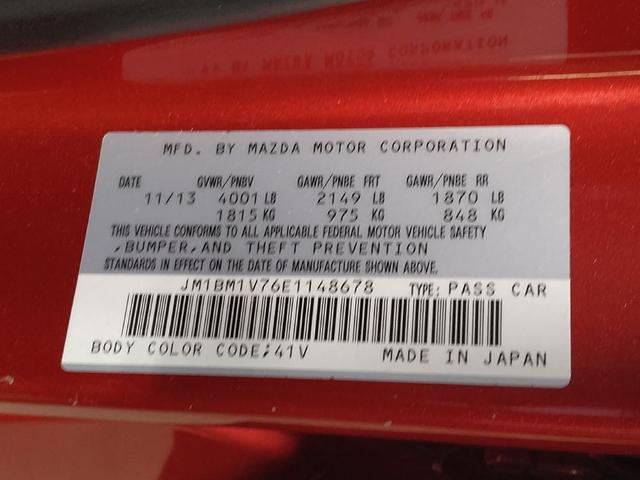 MFD. BY MAZDA MOTOR CORPORATION
DATE GVWR/PNBV GAWR/PNBE FRT GAWR/PNBE RR
11/13 4001 LB 2149 LB 1870 LB
1815 KG 975 KG 848 KG
THIS VEHICLE CONFORMS TO ALL APPLICABLE FEDERAL MOTOR VEHICLE SAFETY
,BUMPER,AND THEFT PREVENTION
STANDARDS IN EFFECT ON THE DATE OF MANUFACTURE SHOWN ABOVE.
JM1BM1V76E1148678 TYPE: PASS CAR
BODY COLOR CODE:41V MADE IN JAPAN